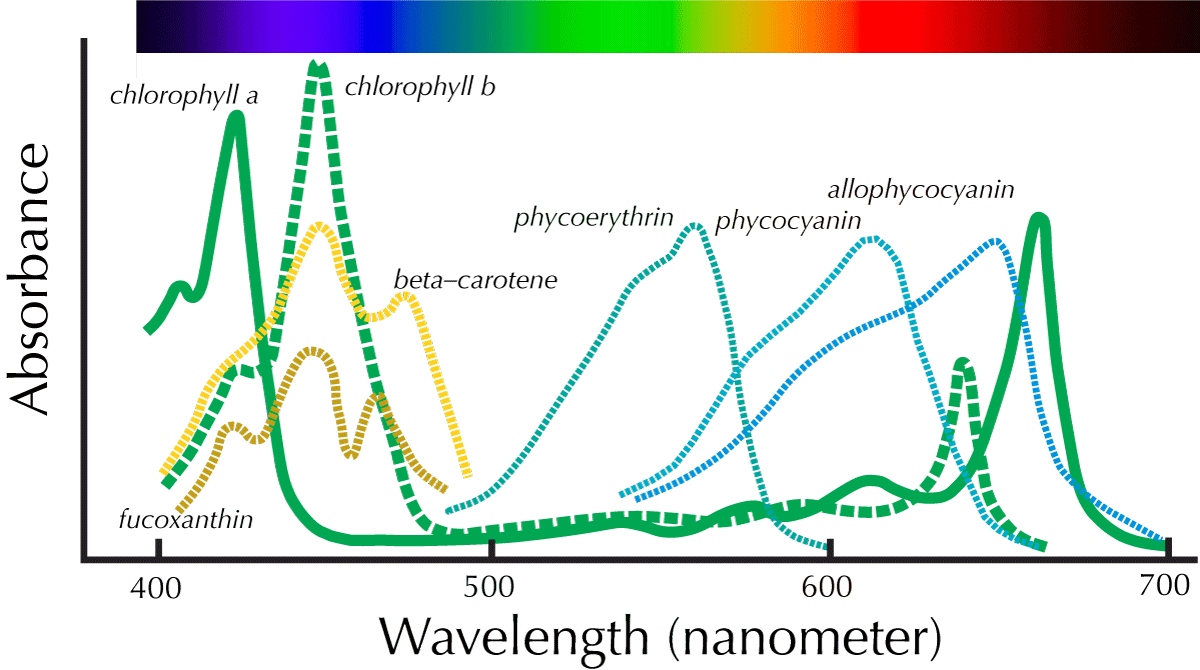 chlorophyll a
chlorophyll b
allophycocyanin
phycoerythrin
phycocyanin
beta–carotene
fucoxanthin
Absorbance
400
500
600
700
Wavelength (nanometer)